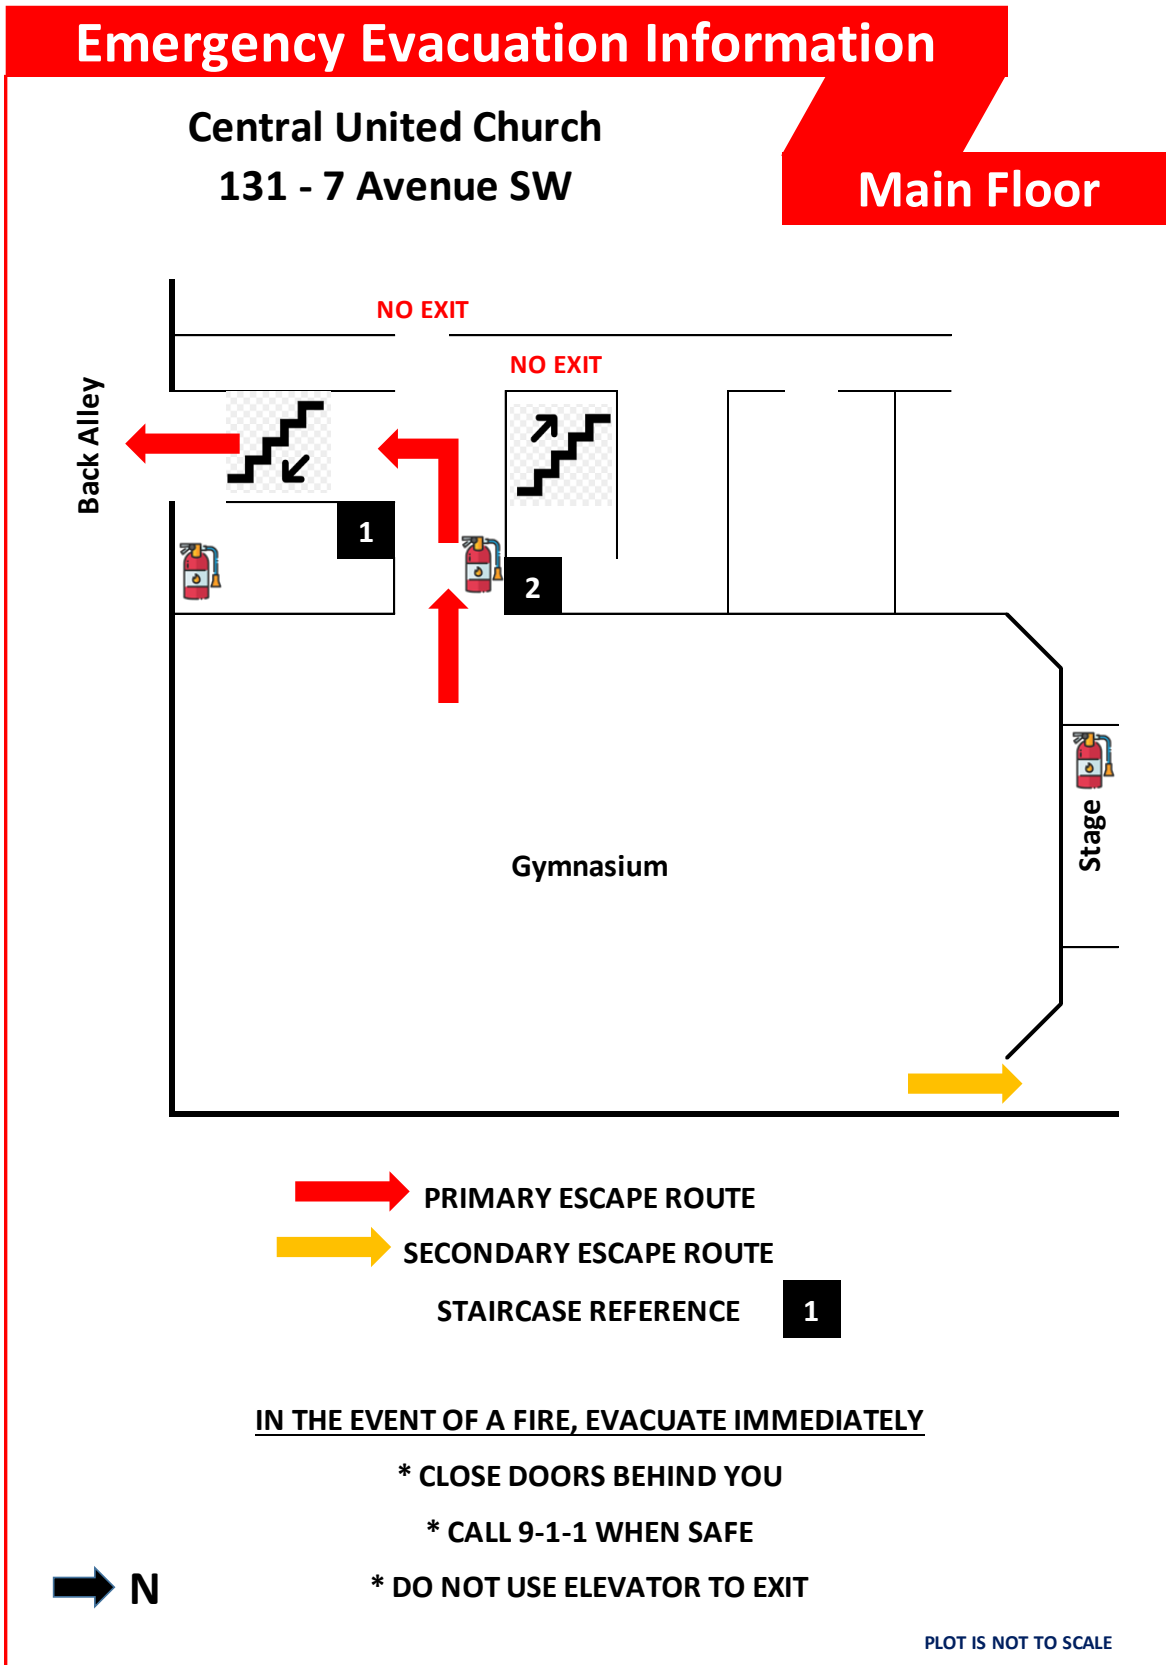 Emergency Evacuation Information
Central United Church
131 - 7 Avenue SW
Main Floor
NO EXIT
NO EXIT
Back Alley
1
2
Stage
Gymnasium
PRIMARY ESCAPE ROUTE
SECONDARY ESCAPE ROUTE
STAIRCASE REFERENCE 1
IN THE EVENT OF A FIRE, EVACUATE IMMEDIATELY
* CLOSE DOORS BEHIND YOU
* CALL 9-1-1 WHEN SAFE
* DO NOT USE ELEVATOR TO EXIT
N
PLOT IS NOT TO SCALE